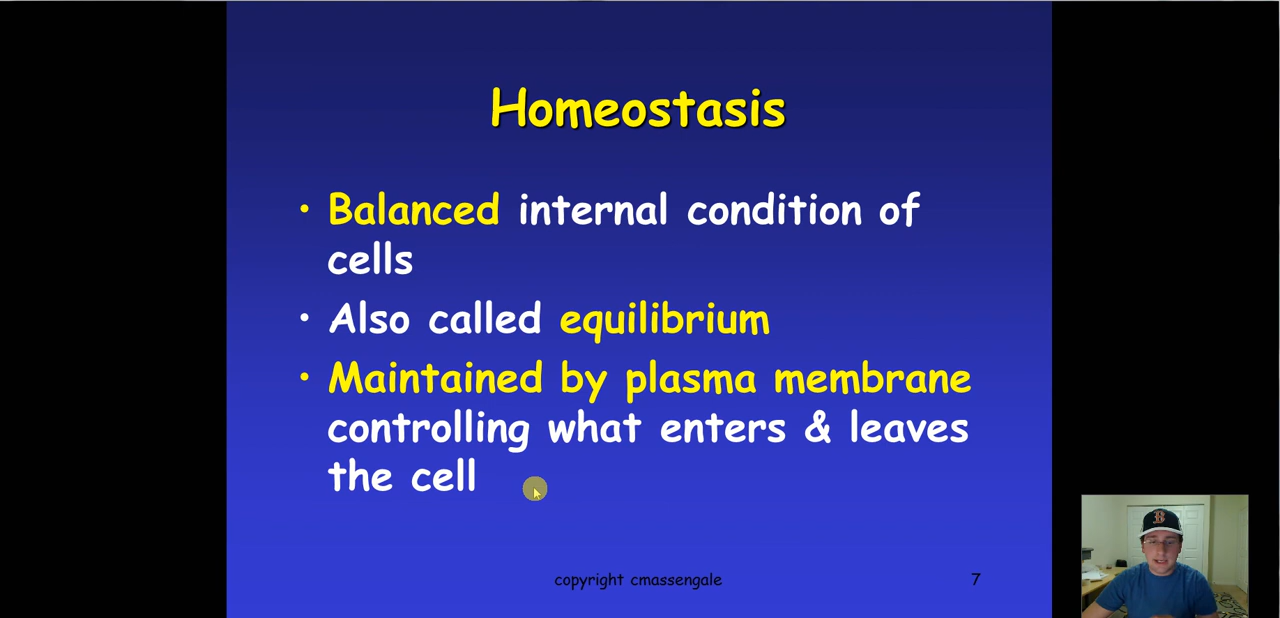 Homeostasis
• Balanced internal condition of
cells
• Also called equilibrium
• Maintained by plasma membrane
controlling what enters & leaves
the cell
copyright cmassengale
7
B